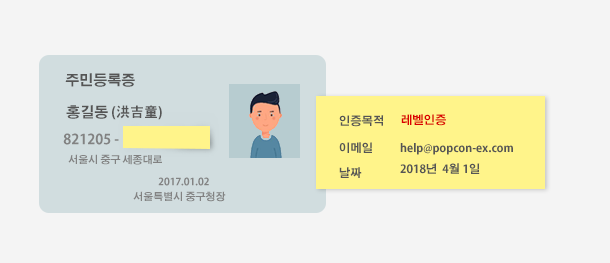 주민등록증
홍길동 (洪吉童)
821205 -
서울시 중구 세종대로
2017.01.02
서울특별시 중구청장
인증목적 레벨인증
이메일 help@popcon-ex.com
날짜 2018년 4월 1일